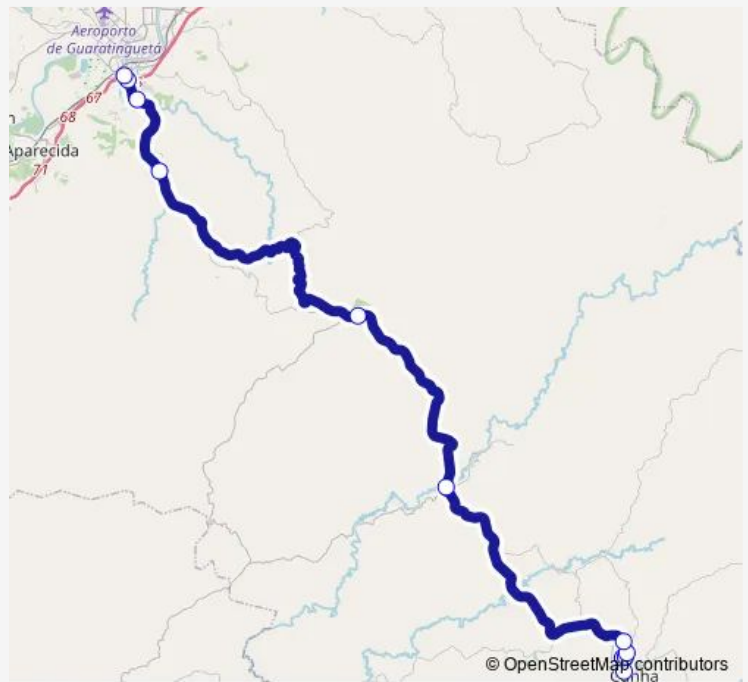 Aeroporto
de Guaratinguetá
67
68
Aparecida
71
© OpenStreetMap contributors